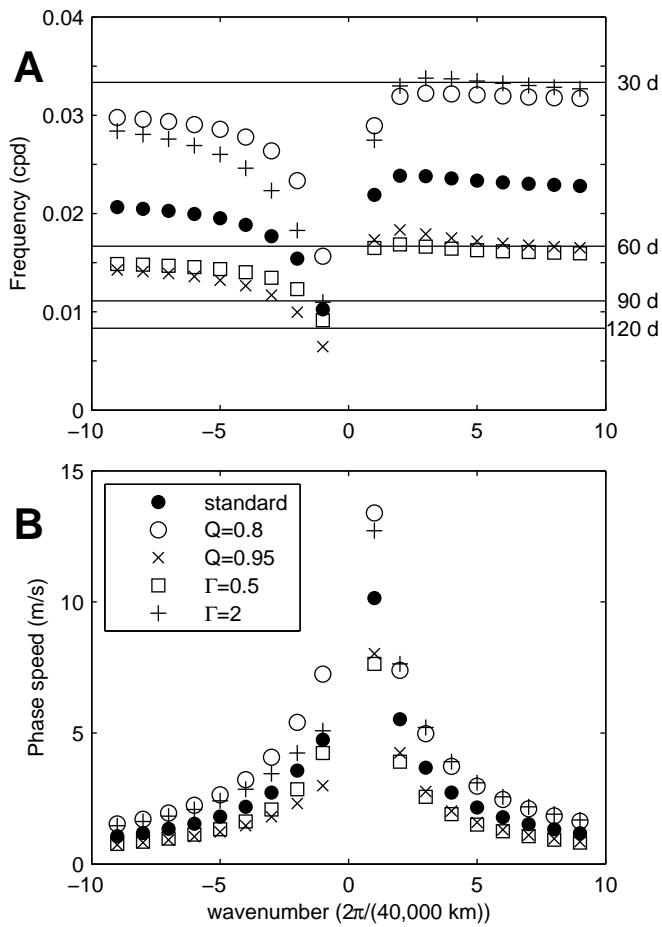 A
Frequency (cpd)
0.04
0.03
0.02
0.01
0
30 d
60 d
90 d
120 d
−10
−5
0
5
10
B
Phase speed (m/s)
15
10
5
0
standard
Q=0.8
Q=0.95
Γ=0.5
Γ=2
−10
−5
0
5
10
wavenumber (2π/(40,000 km))